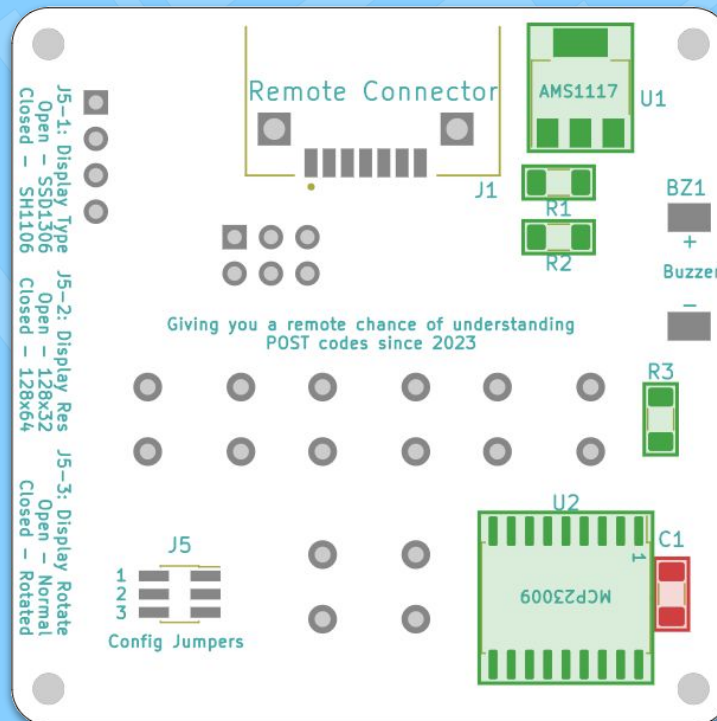 Remote Connector
AMS1117
U1
J1
R1
R2
BZ1
+
Buzzer
-
J5-1: Display Type
Open - SSD1306
Closed - SH1106
J5-2: Display Res
Open - 128x32
Closed - 128x64
J5-3: Display Rotate
Open - Normal
Closed - Rotated
Giving you a remote chance of understanding
POST codes since 2023
R3
U2
1
MCP23009
C1
J5
1
2
3
Config Jumpers